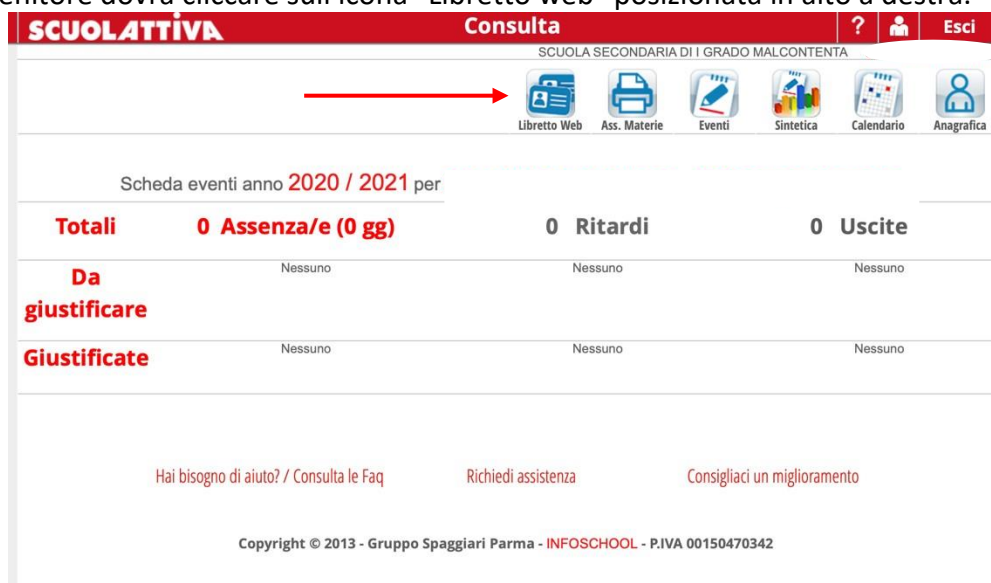 enitore dovrà cliccare sull'icona "Libretto Web" posizionata in alto a destra.
SCUOLATTIVA Consulta ? Esci
SCUOLA SECONDARIA DI I GRADO MALCONTENTA
Libretto Web Ass. Materie Eventi Sintetica Calendario Anagrafica
Scheda eventi anno 2020 / 2021 per
Totali 0 Assenza/e (0 gg) 0 Ritardi 0 Uscite
Da giustificare Nessuno Nessuno Nessuno
Giustificate Nessuno Nessuno Nessuno
Hai bisogno di aiuto? / Consulta le Faq Richiedi assistenza Consigliaci un miglioramento
Copyright © 2013 - Gruppo Spaggiari Parma - INFOSCHOOL - P.IVA 00150470342